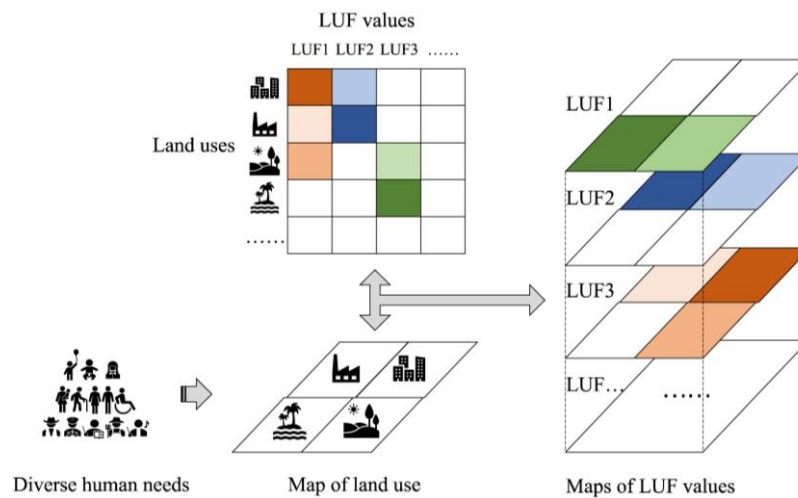 LUF values
LUF1 LUF2 LUF3 ……
Land uses
……
LUF1
LUF2
LUF3
LUF… ……
Diverse human needs
Map of land use
Maps of LUF values